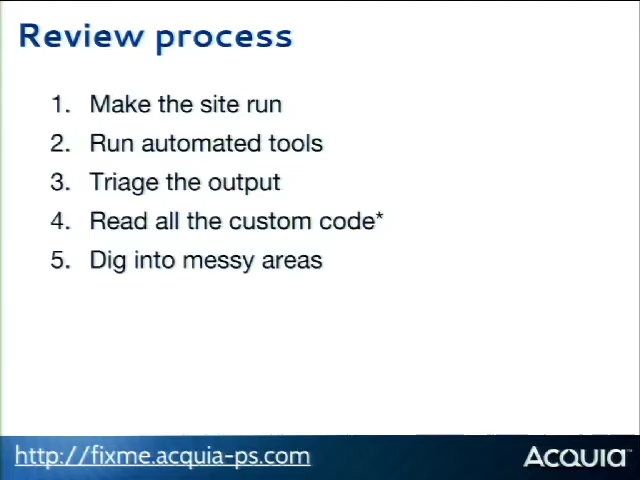 Review process
1. Make the site run
2. Run automated tools
3. Triage the output
4. Read all the custom code*
5. Dig into messy areas
http://fixme.acquia-ps.com
ACQUIA